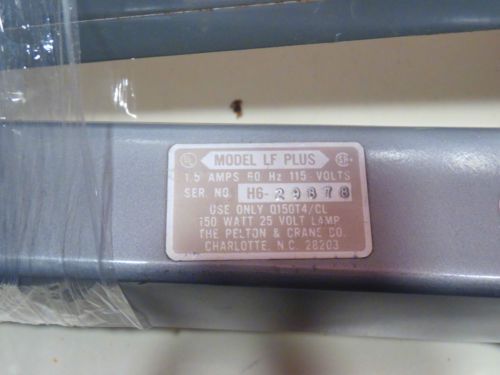 UL MODEL LF PLUS
1.5 AMPS 60 Hz 115 VOLTS
SER. NO. H6-29878
USE ONLY Q150T4/CL
150 WATT 25 VOLT LAMP
THE PELTON & CRANE CO.
CHARLOTTE, N.C. 28203